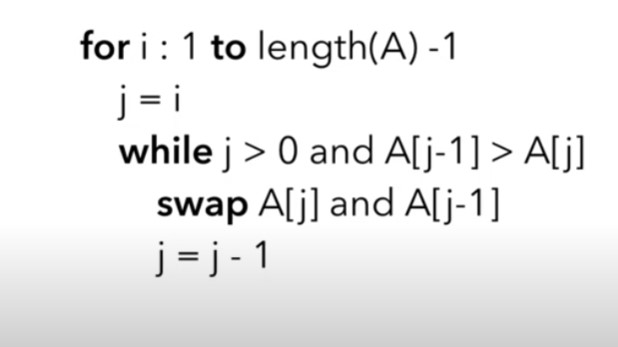 for i : 1 to length(A) -1
j = i
while j > 0 and A[j-1] > A[j]
swap A[j] and A[j-1]
j = j - 1